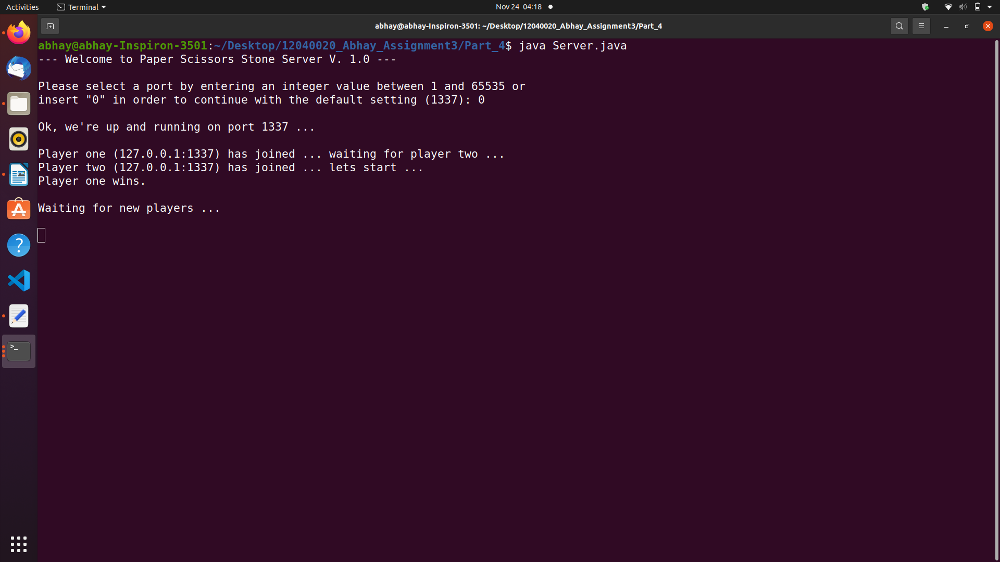 Activities Terminal Nov 24 04:18
abhay@abhay-Inspiron-3501: ~/Desktop/12040020_Abhay_Assignment3/Part_4
abhay@abhay-Inspiron-3501:~/Desktop/12040020_Abhay_Assignment3/Part_4$ java Server.java
--- Welcome to Paper Scissors Stone Server V. 1.0 ---
Please select a port by entering an integer value between 1 and 65535 or
insert "0" in order to continue with the default setting (1337): 0
Ok, we're up and running on port 1337 ...
Player one (127.0.0.1:1337) has joined ... waiting for player two ...
Player two (127.0.0.1:1337) has joined ... lets start ...
Player one wins.
Waiting for new players ...